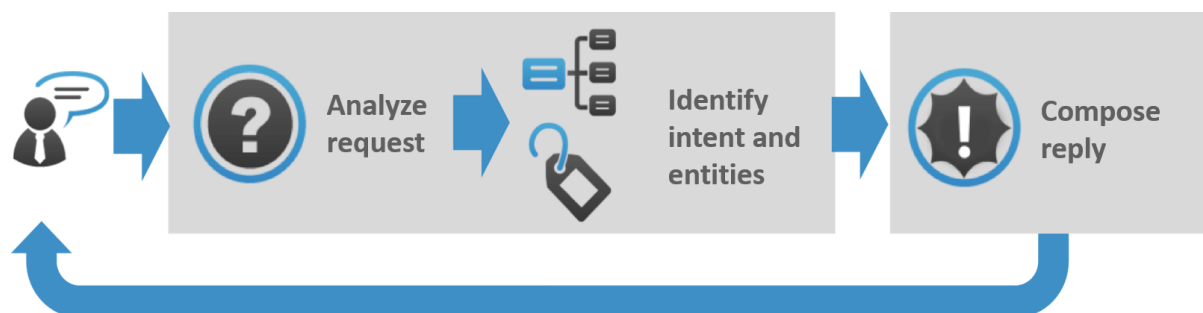 Analyze
request
Identify
intent and
entities
Compose
reply